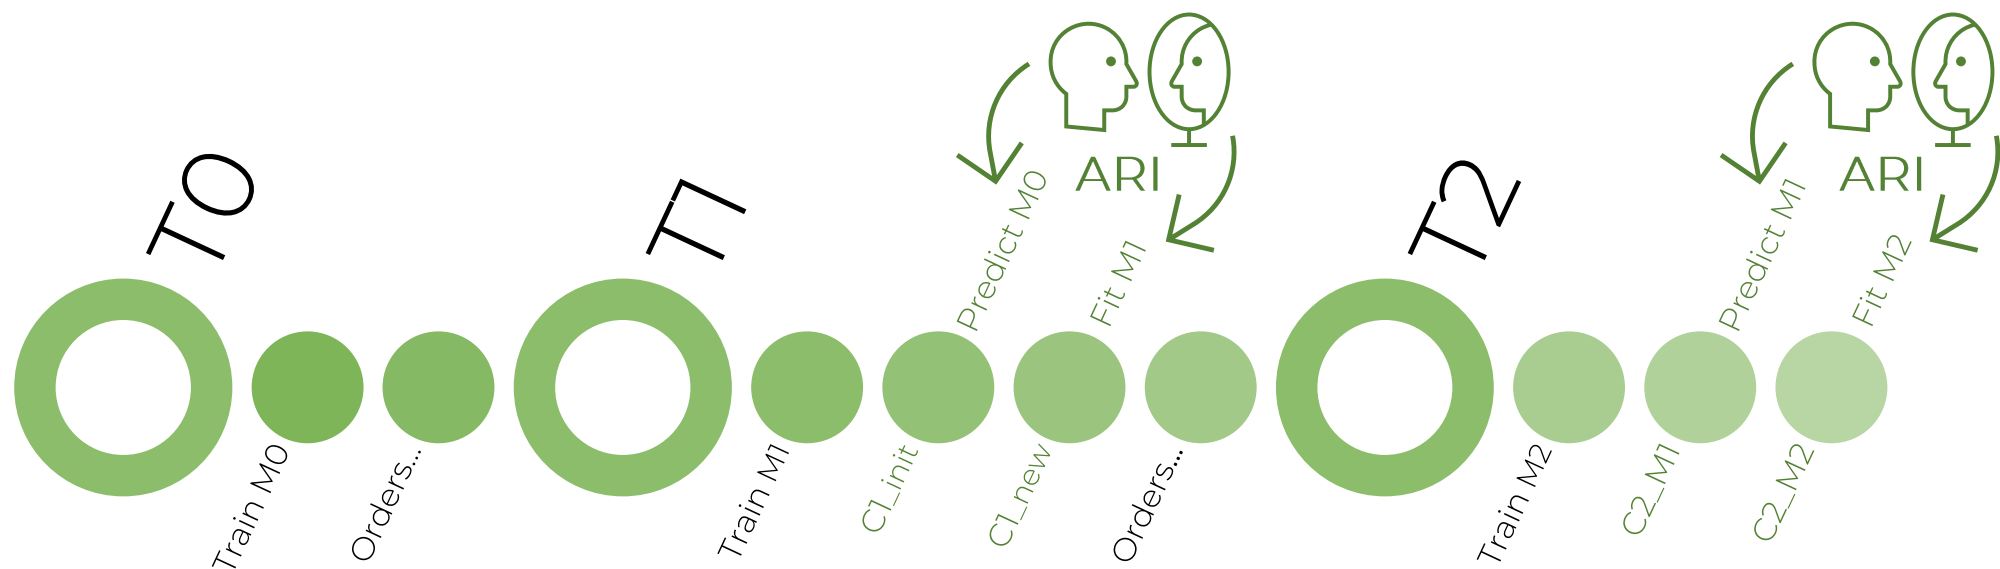 T0
Train M0
Orders...
T1
Train M1
C1_init
Predict M0
C1_new
Fit M1
ARI
Orders...
T2
Train M2
C2_M1
Predict M1
C2_M2
Fit M2
ARI